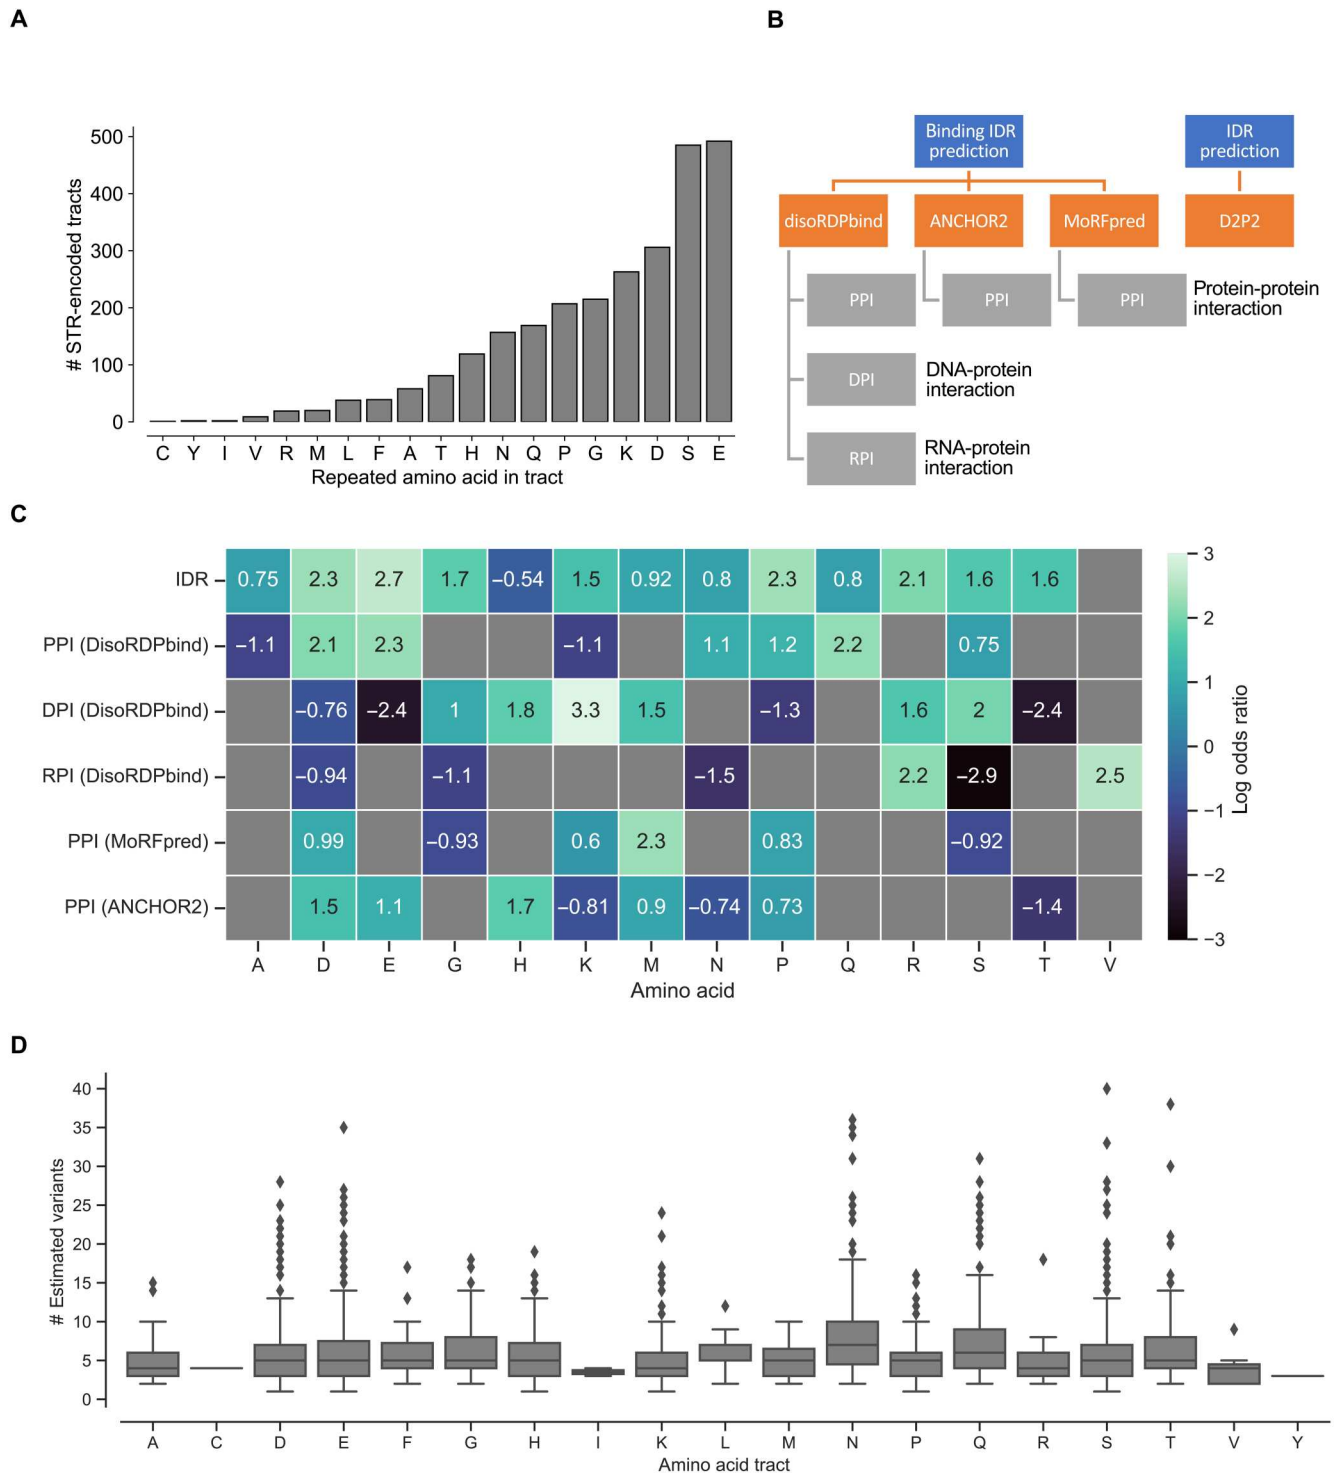 A
B
# STR-encoded tracts
500
400
300
200
100
0
C Y I V R M L F A T H N Q P G K D S E
Repeated amino acid in tract
Binding IDR
prediction
IDR
prediction
disoRDPbind ANCHOR2 MoRFpred D2P2
PPI PPI PPI Protein-protein
interaction
DPI DNA-protein
interaction
RPI RNA-protein
interaction
C
IDR 0.75 2.3 2.7 1.7 −0.54 1.5 0.92 0.8 2.3 0.8 2.1 1.6 1.6
PPI (DisoRDPbind) −1.1 2.1 2.3 −1.1 1.1 1.2 2.2 0.75
DPI (DisoRDPbind) −0.76 −2.4 1 1.8 3.3 1.5 −1.3 1.6 2 −2.4
RPI (DisoRDPbind) −0.94 −1.1 −1.5 2.2 −2.9 2.5
PPI (MoRFpred) 0.99 −0.93 0.6 2.3 0.83 −0.92
PPI (ANCHOR2) 1.5 1.1 1.7 −0.81 0.9 −0.74 0.73 −1.4
A D E G H K M N P Q R S T V
Amino acid
3
2
1
0
−1
−2
−3
Log odds ratio
D
# Estimated variants
40
35
30
25
20
15
10
5
0
A C D E F G H I K L M N P Q R S T V Y
Amino acid tract